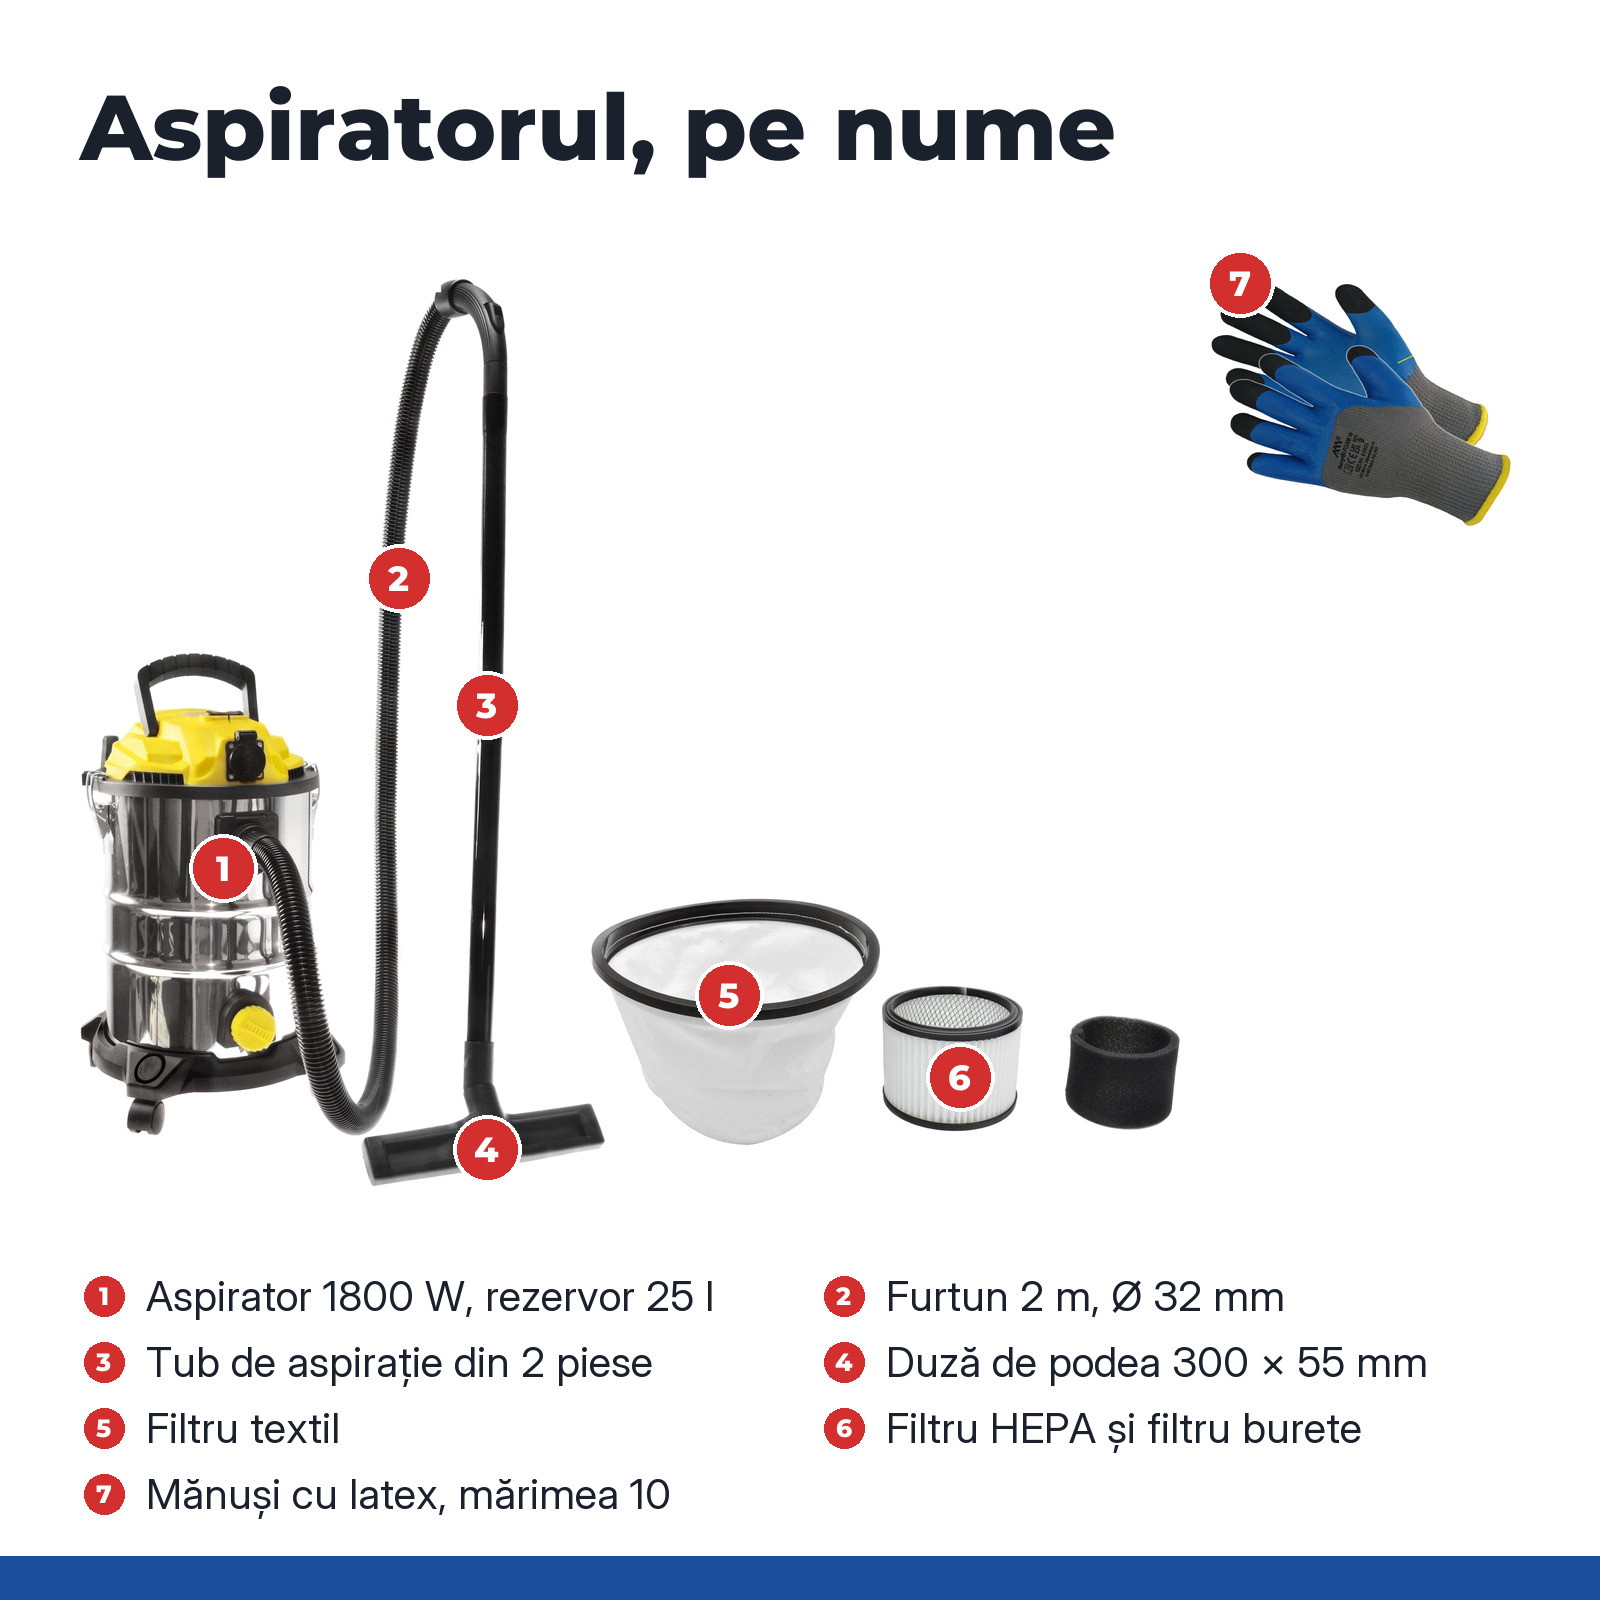 Aspiratorul, pe nume
7
2
3
1
5
6
4
1 Aspirator 1800 W, rezervor 25 l
2 Furtun 2 m, Ø 32 mm
3 Tub de aspirație din 2 piese
4 Duză de podea 300 × 55 mm
5 Filtru textil
6 Filtru HEPA și filtru burete
7 Mănuși cu latex, mărimea 10